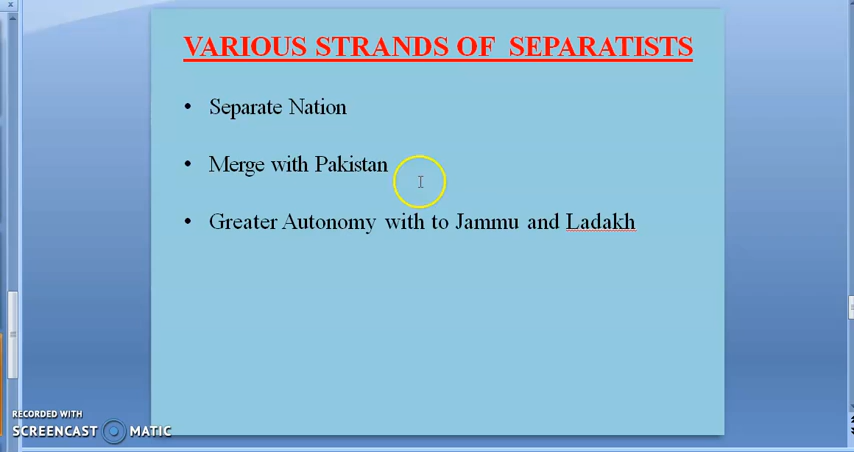 VARIOUS STRANDS OF SEPARATISTS
• Separate Nation
• Merge with Pakistan
• Greater Autonomy with to Jammu and Ladakh
RECORDED WITH
SCREENCAST MATIC